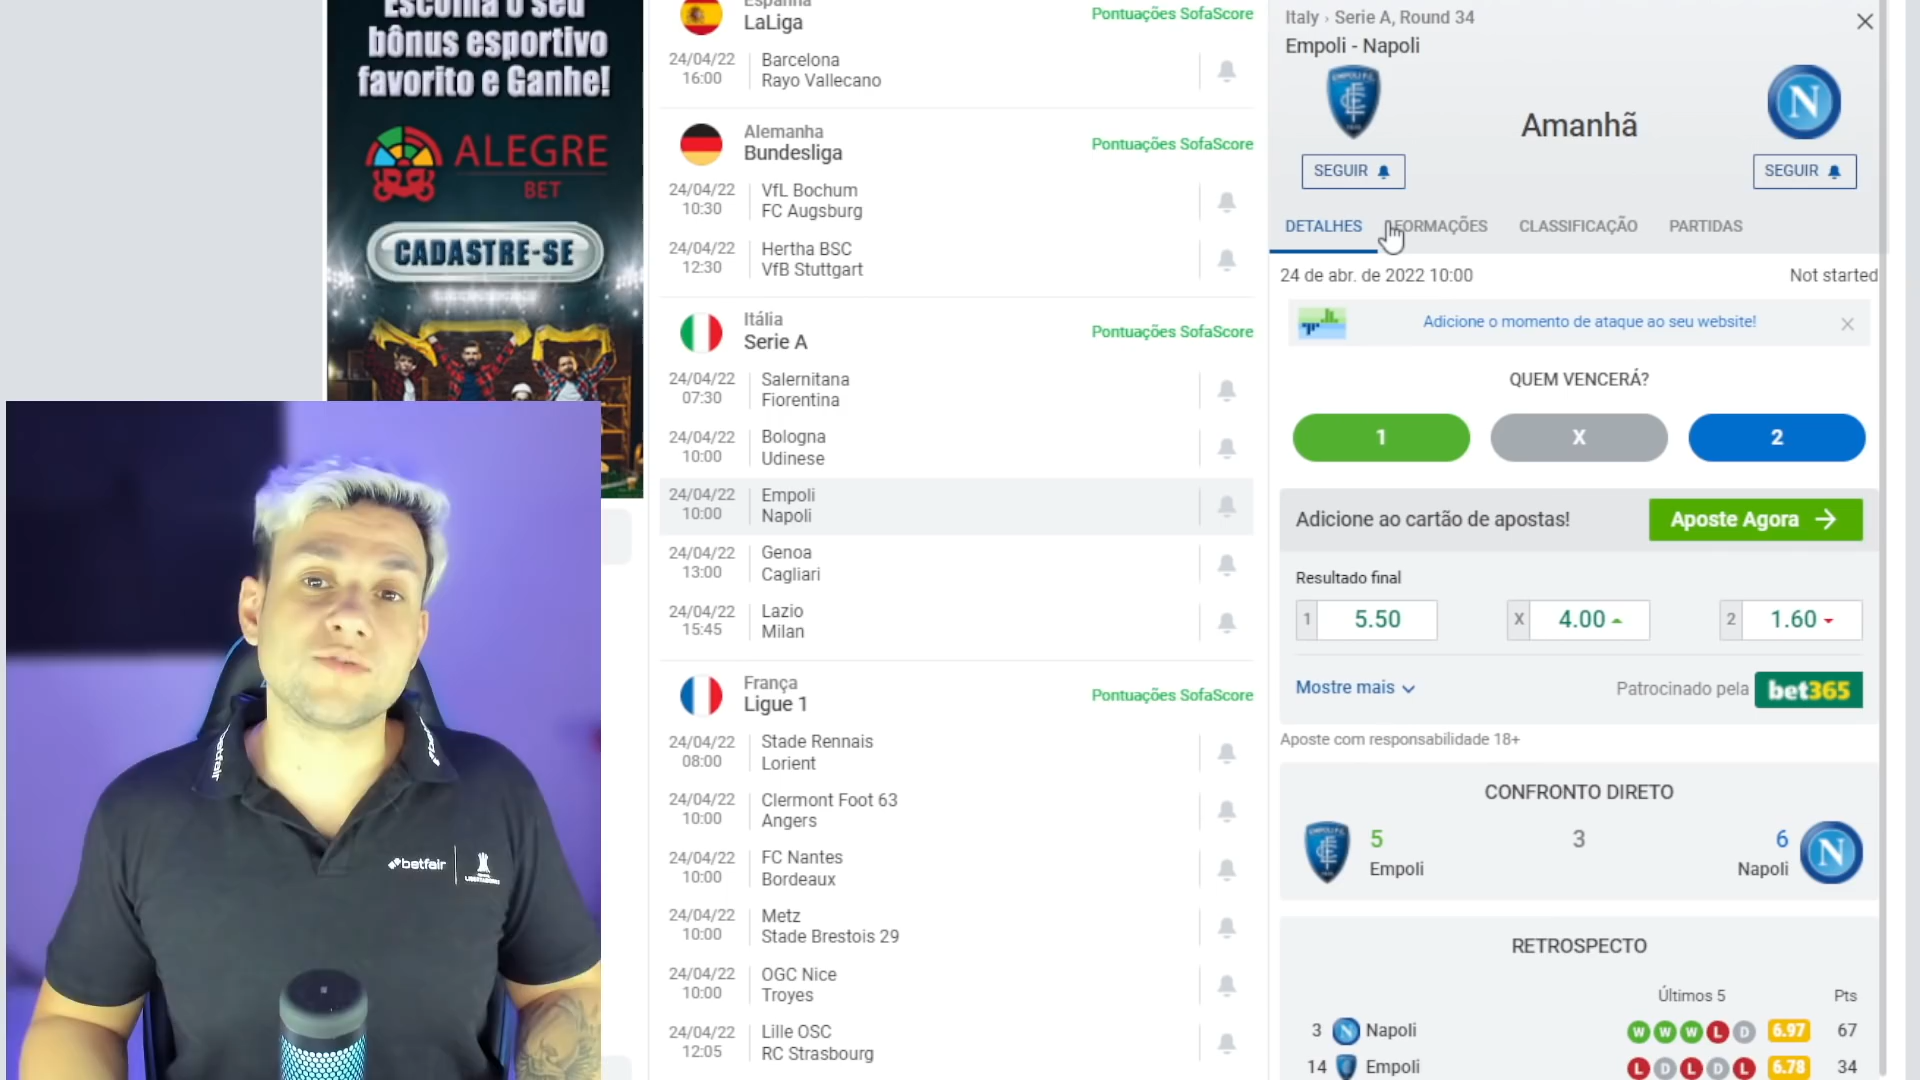 Escolha o seu
bônus esportivo
favorito e Ganhe!
ALEGRE
BET
CADASTRE-SE
betfair
betfair
LIBERTADORES
Espanha
LaLiga
Pontuações SofaScore
24/04/22
16:00
Barcelona
Rayo Vallecano
Alemanha
Bundesliga
Pontuações SofaScore
24/04/22
10:30
VfL Bochum
FC Augsburg
24/04/22
12:30
Hertha BSC
VfB Stuttgart
Itália
Serie A
Pontuações SofaScore
24/04/22
07:30
Salernitana
Fiorentina
24/04/22
10:00
Bologna
Udinese
24/04/22
10:00
Empoli
Napoli
24/04/22
13:00
Genoa
Cagliari
24/04/22
15:45
Lazio
Milan
França
Ligue 1
Pontuações SofaScore
24/04/22
08:00
Stade Rennais
Lorient
24/04/22
10:00
Clermont Foot 63
Angers
24/04/22
10:00
FC Nantes
Bordeaux
24/04/22
10:00
Metz
Stade Brestois 29
24/04/22
10:00
OGC Nice
Troyes
24/04/22
12:05
Lille OSC
RC Strasbourg
Italy › Serie A, Round 34
Empoli - Napoli
Amanhã
SEGUIR SEGUIR
DETALHES FORMAÇÕES CLASSIFICAÇÃO PARTIDAS
24 de abr. de 2022 10:00 Not started
Adicione o momento de ataque ao seu website!
QUEM VENCERÁ?
1 X 2
Adicione ao cartão de apostas! Aposte Agora
Resultado final
1 5.50 X 4.00 2 1.60
Mostre mais Patrocinado pela bet365
Aposte com responsabilidade 18+
CONFRONTO DIRETO
5 3 6
Empoli Napoli
RETROSPECTO
Últimos 5 Pts
3 Napoli W W W L D 6.97 67
14 Empoli L D L D L 6.78 34